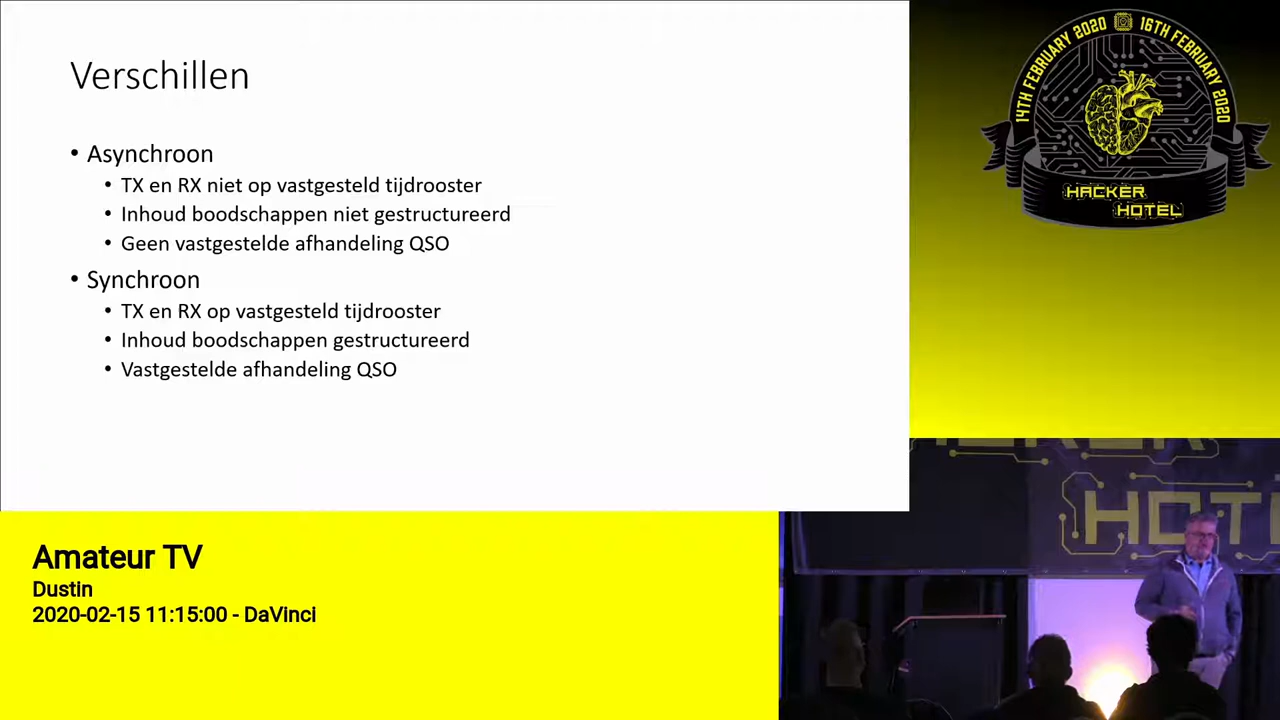 Verschillen
• Asynchroon
• TX en RX niet op vastgesteld tijdrooster
• Inhoud boodschappen niet gestructureerd
• Geen vastgestelde afhandeling QSO
• Synchroon
• TX en RX op vastgesteld tijdrooster
• Inhoud boodschappen gestructureerd
• Vastgestelde afhandeling QSO
14TH FEBRUARY 2020
16TH FEBRUARY 2020
HACKER
HOTEL
HOTE
Amateur TV
Dustin
2020-02-15 11:15:00 - DaVinci